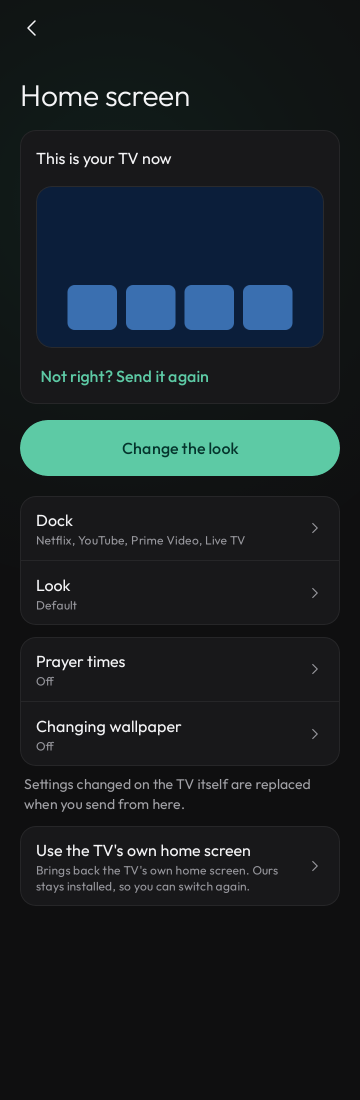 Home screen
This is your TV now
Not right? Send it again
Change the look
Dock
Netflix, YouTube, Prime Video, Live TV
Look
Default
Prayer times
Off
Changing wallpaper
Off
Settings changed on the TV itself are replaced
when you send from here.
Use the TV's own home screen
Brings back the TV's own home screen. Ours
stays installed, so you can switch again.